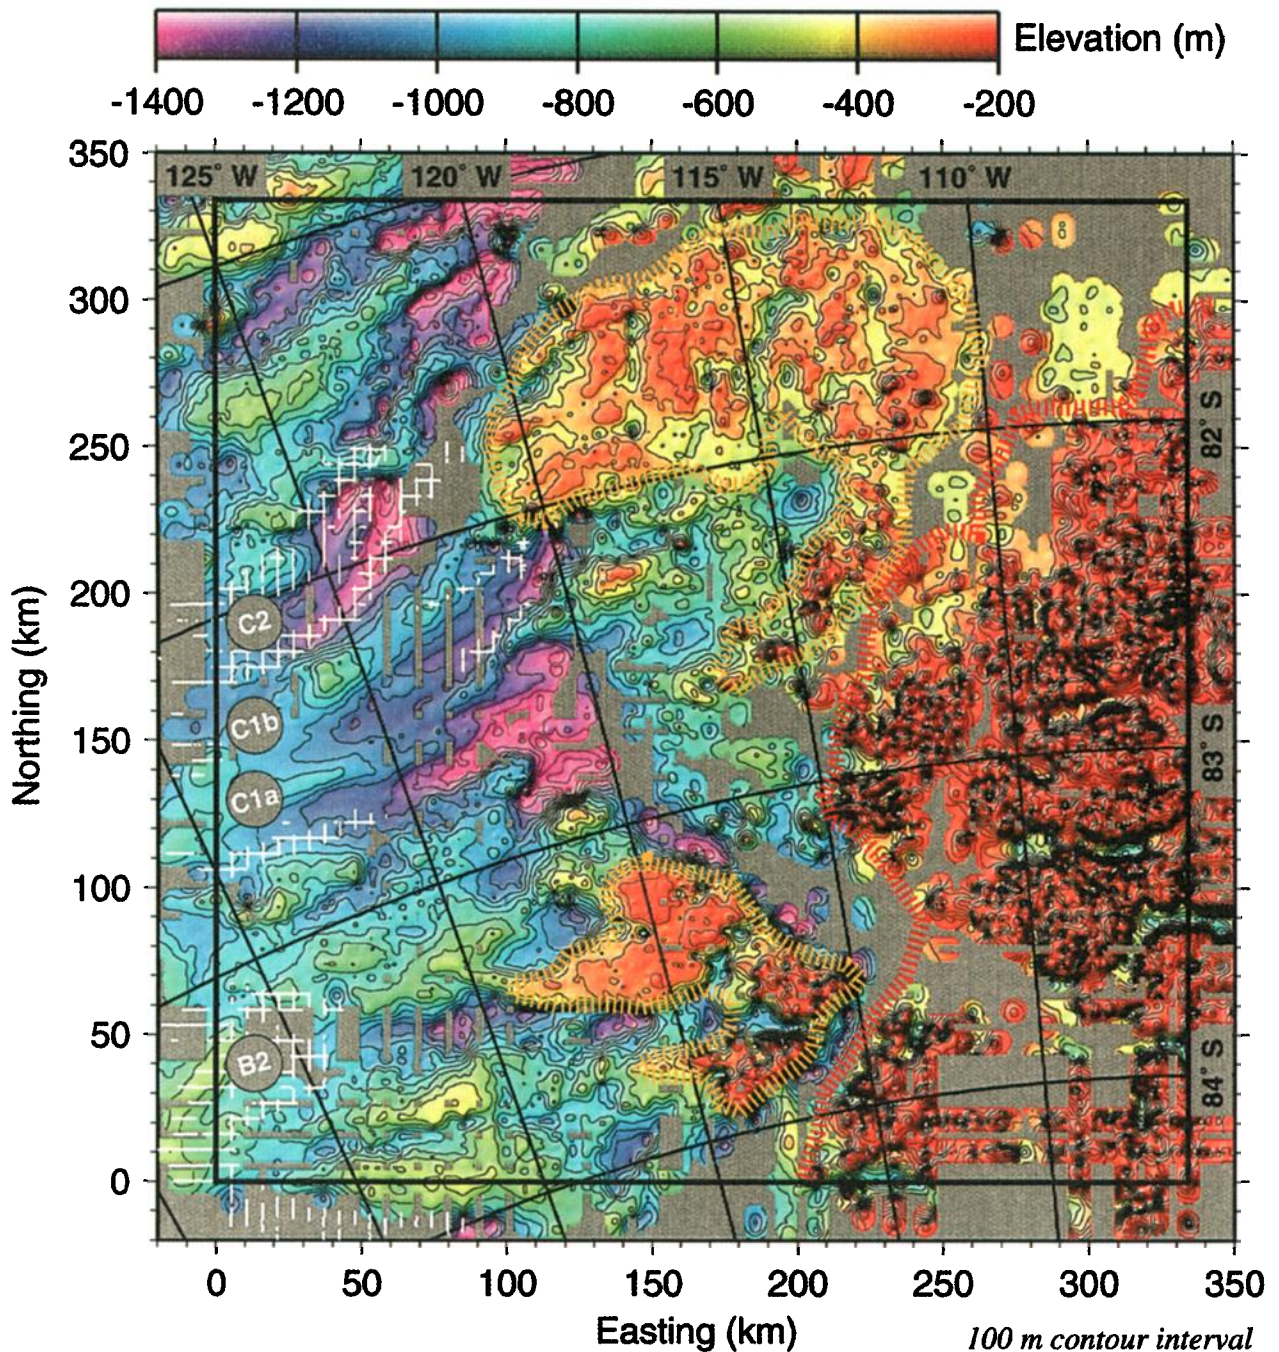 Elevation (m)
-1400 -1200 -1000 -800 -600 -400 -200
350
125° W 120° W 115° W 110° W
300
82° S
250
200
C2
C1b
150
83° S
C1a
100
50
B2
84° S
0
Northing (km)
0 50 100 150 200 250 300 350
Easting (km)
100 m contour interval